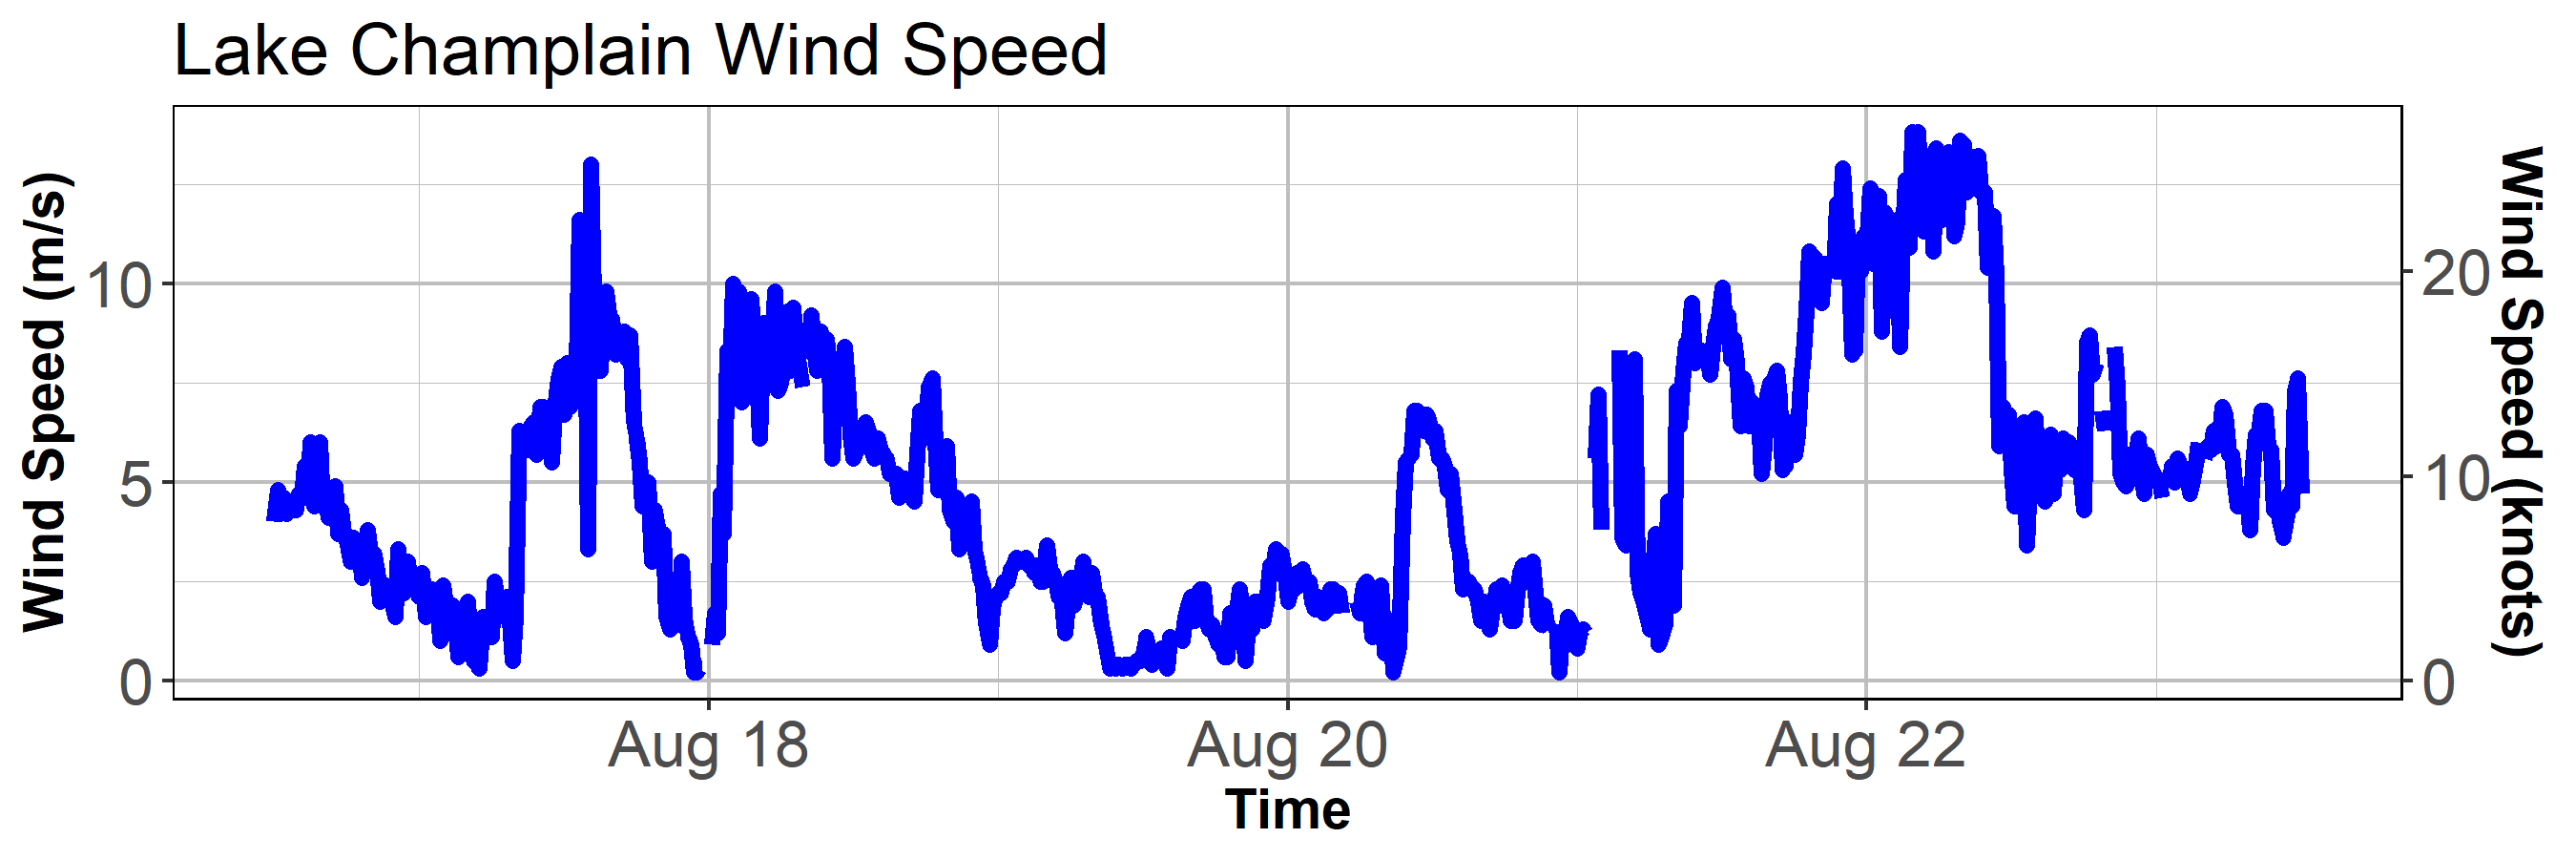 Lake Champlain Wind Speed
Wind Speed (m/s)
10
5
0
20
10
0
Wind Speed (knots)
Aug 18
Aug 20
Aug 22
Time